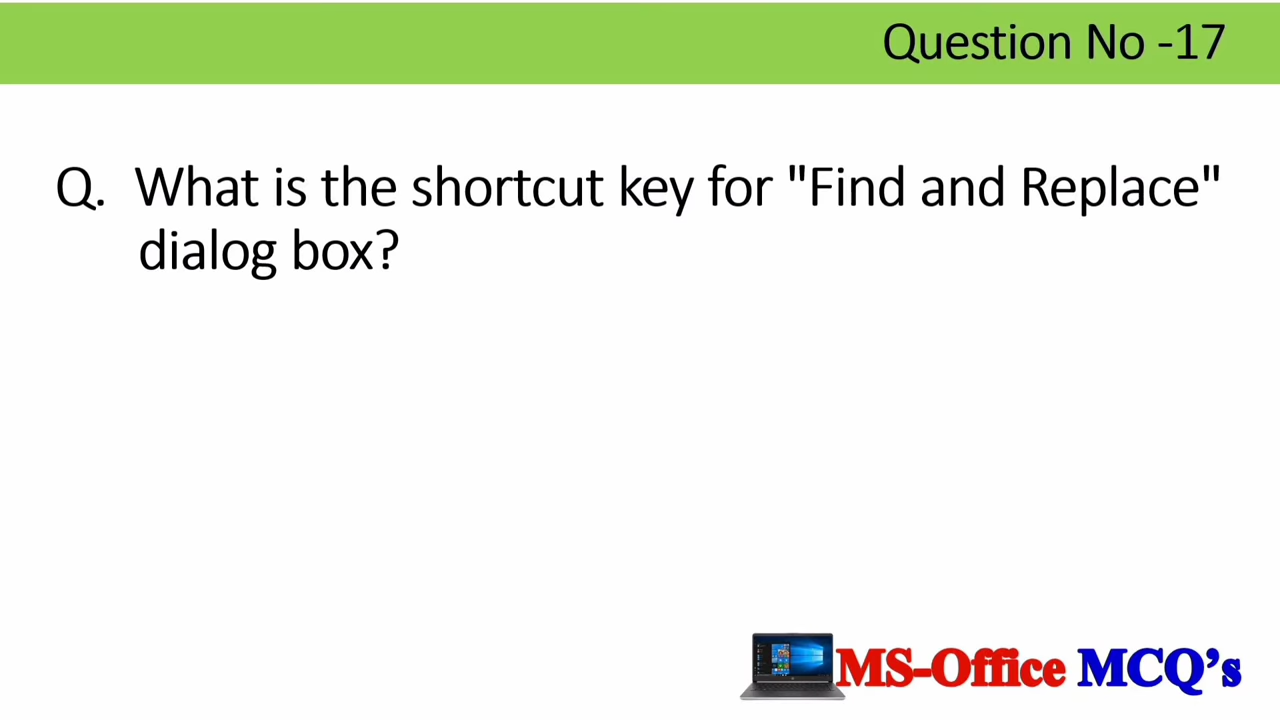 Question No -17
Q. What is the shortcut key for "Find and Replace"
dialog box?
MS-Office MCQ’s